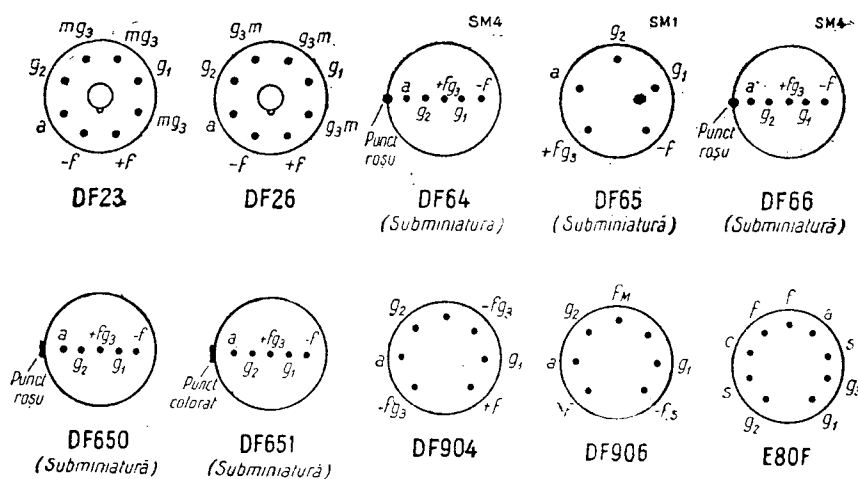 mg3 mg3
g2 g1
a mg3
-f +f
DF23
g3m g3m
g2 g1
a g3m
-f +f
DF26
SM4
a +fg3 -f
g2 g1
Punct
roșu
DF64
(Subminiatură)
SM1
g2
a g1
+fg3 -f
DF65
(Subminiatură)
SM4
a +fg3 -f
g2 g1
Punct
roșu
DF66
(Subminiatură)
a +fg3 -f
g2 g1
Punct
roșu
DF650
(Subminiatură)
a +fg3 -f
g2 g1
Punct
colorat
DF651
(Subminiatură)
g2 -fg3
a g1
-fg3 +f
DF904
fM
g2
a g1
DF906
f f
c a
s s
g2 g1 g3
E80F